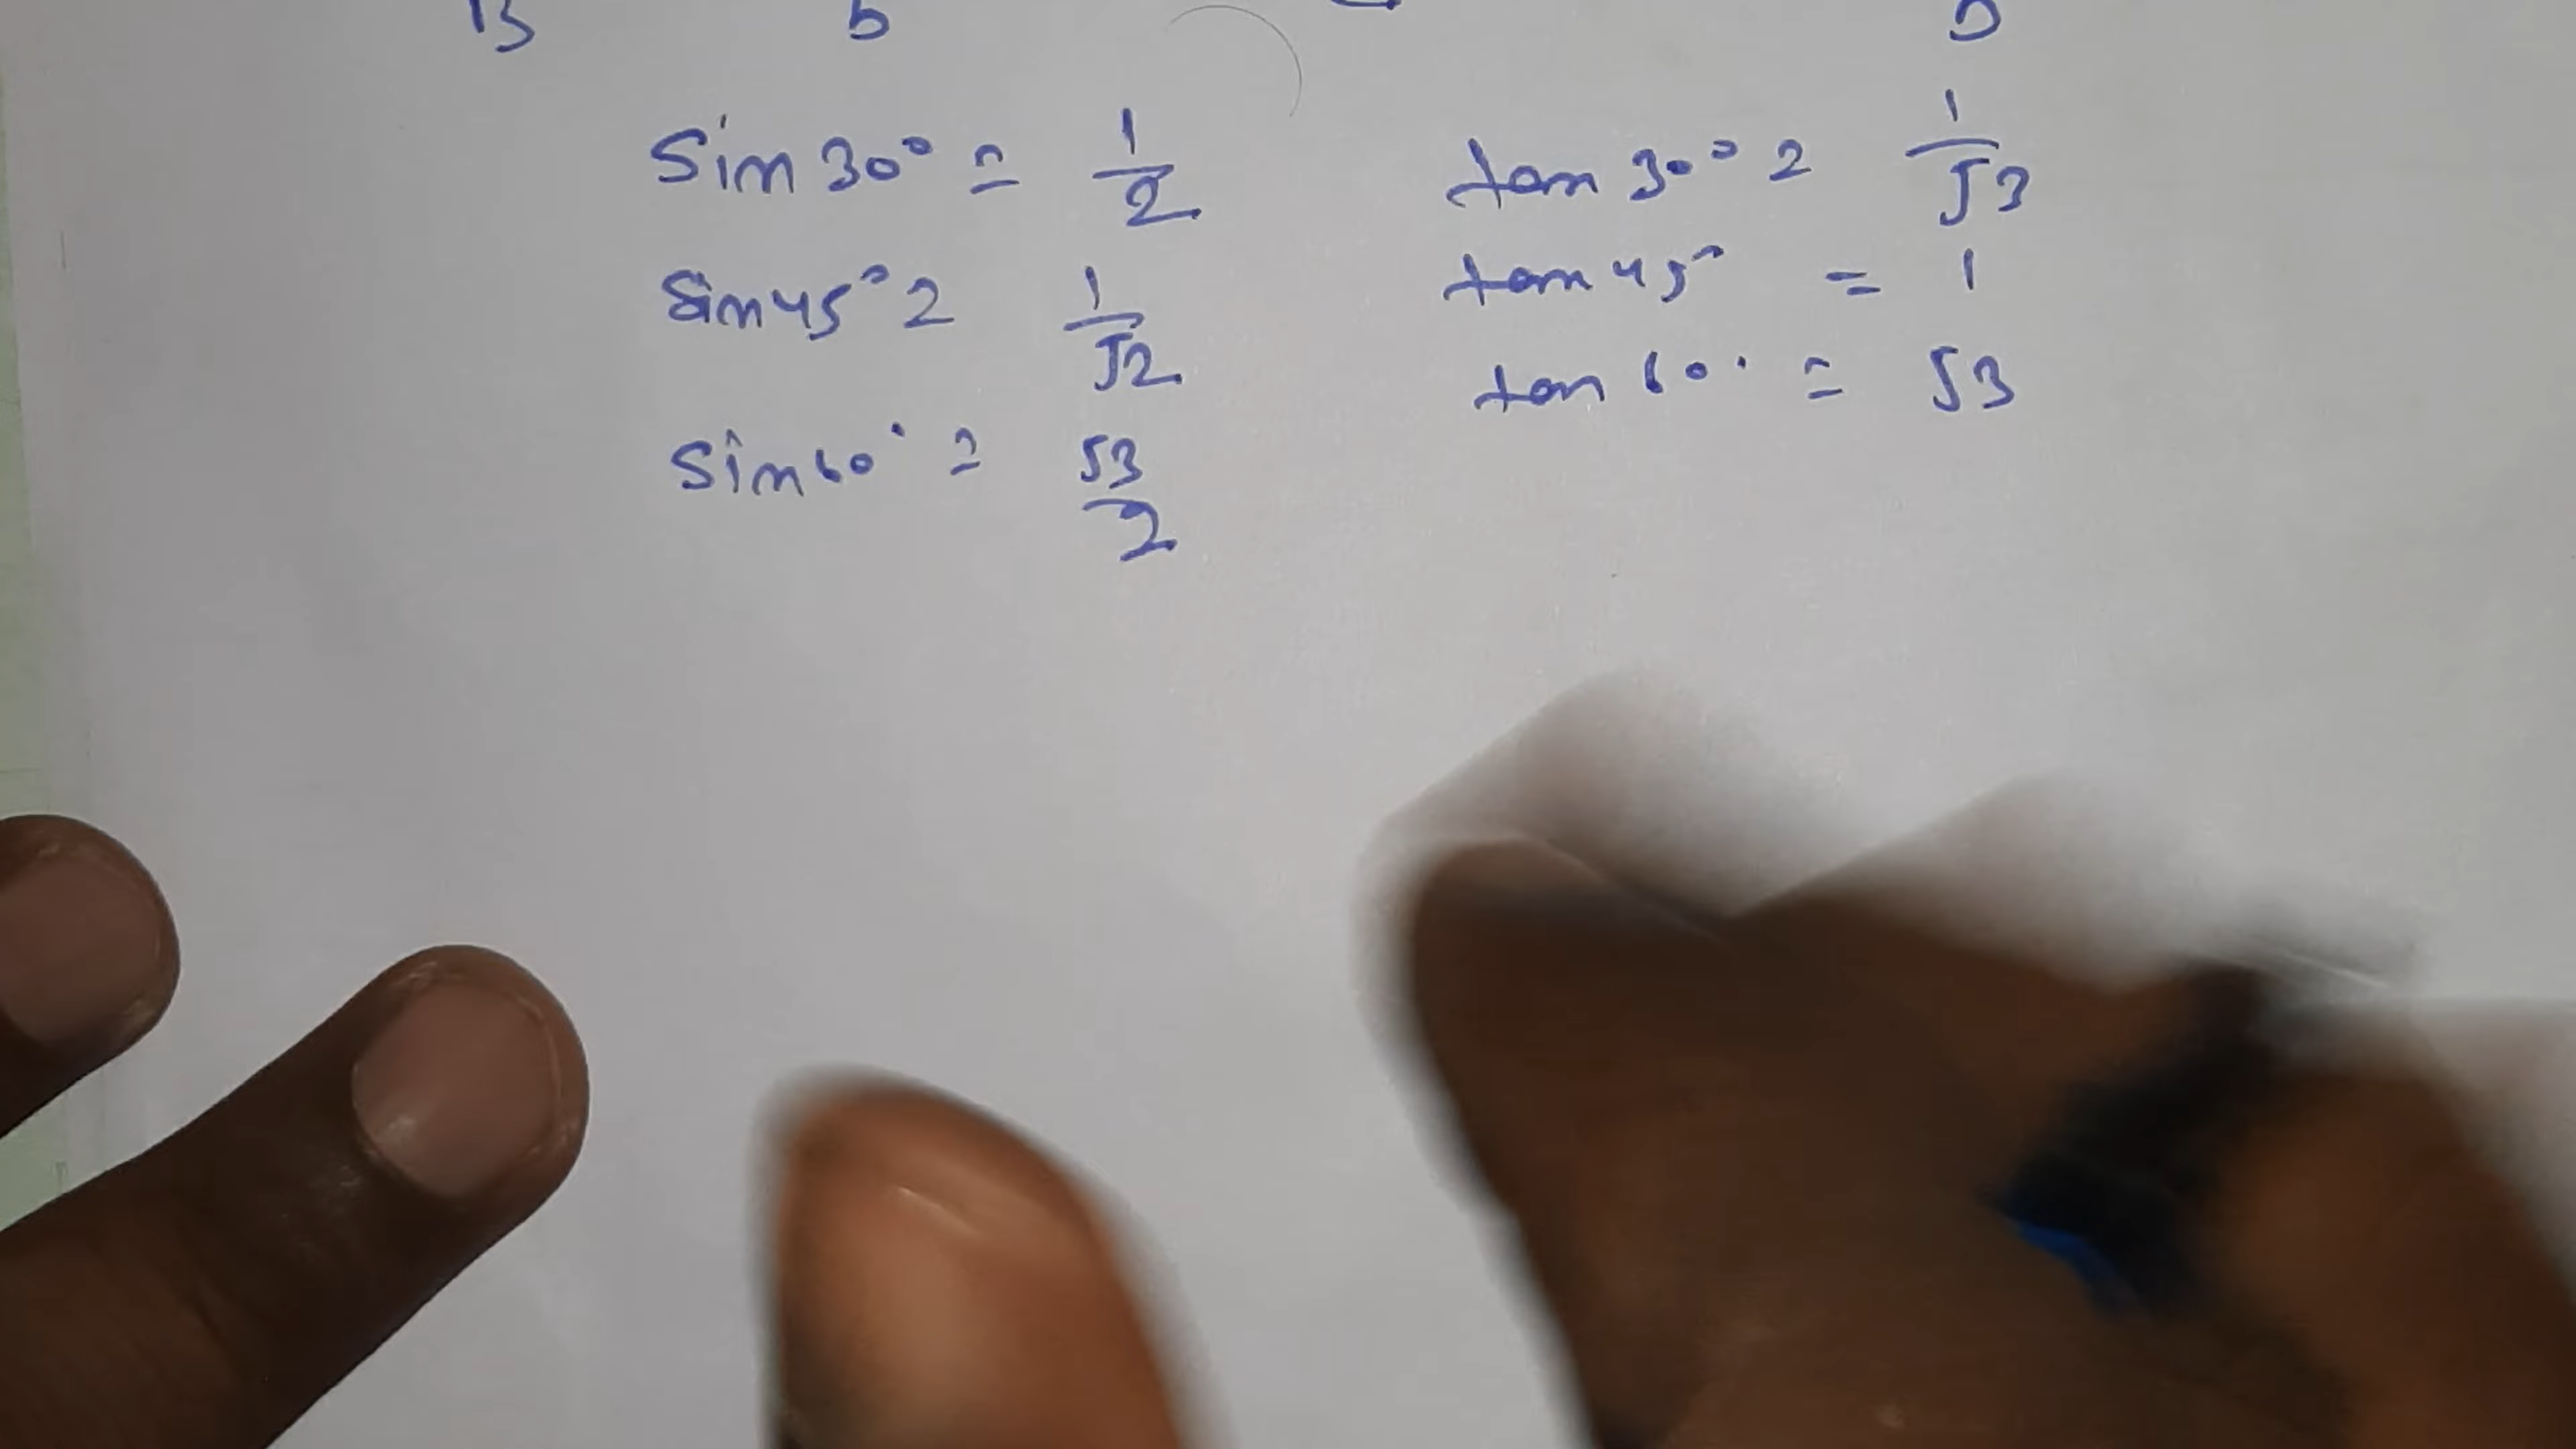 B b
Sin 30° = 1/2
Sin 45° = 1/√2
Sin 60° = √3/2
tan 30° = 1/√3
tan 45° = 1
tan 60° = √3